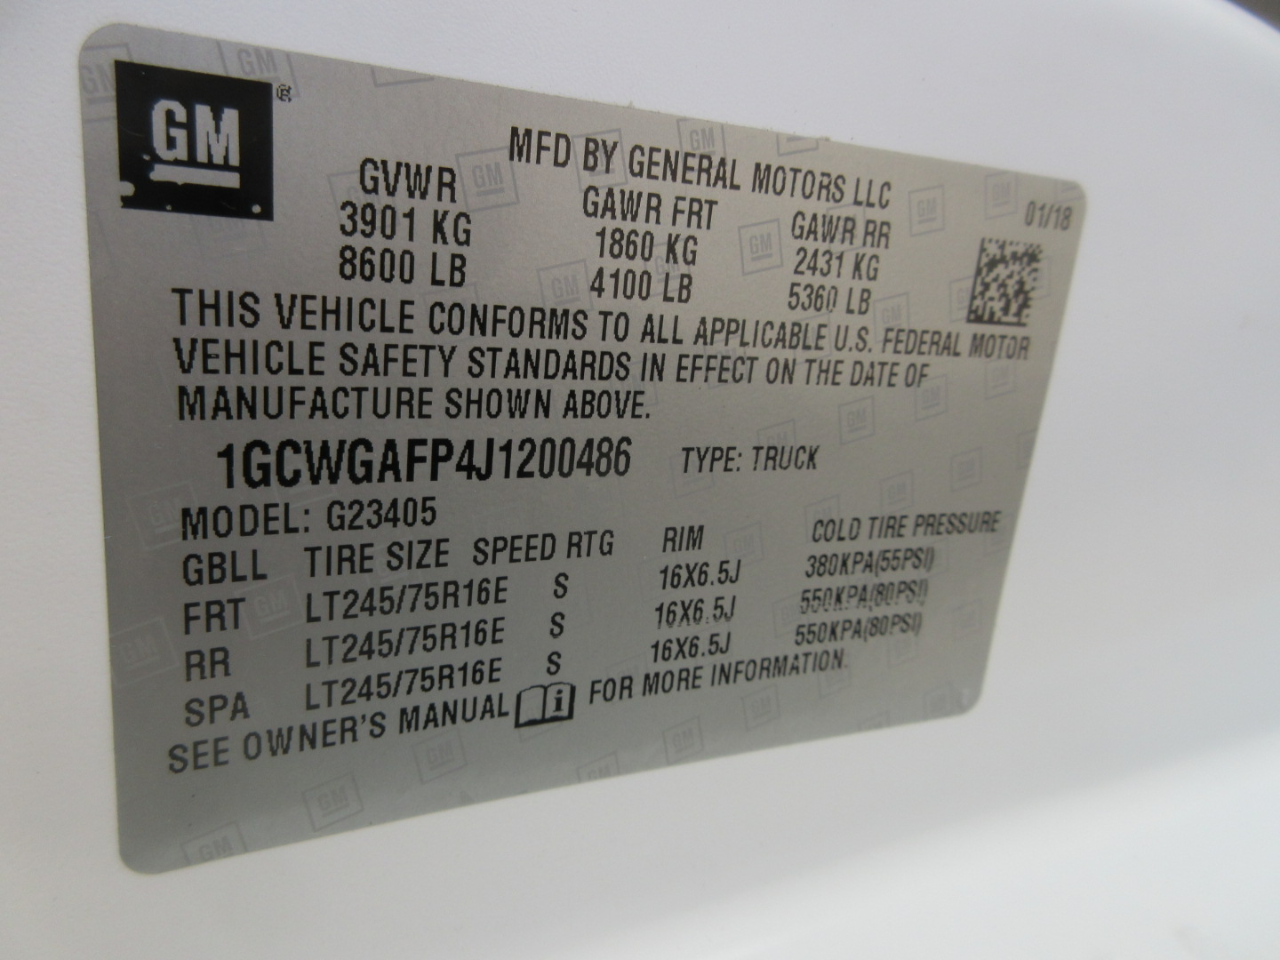 GM ®
MFD BY GENERAL MOTORS LLC
01/18
GVWR GAWR FRT GAWR RR
3901 KG 1860 KG 2431 KG
8600 LB 4100 LB 5360 LB
THIS VEHICLE CONFORMS TO ALL APPLICABLE U.S. FEDERAL MOTOR
VEHICLE SAFETY STANDARDS IN EFFECT ON THE DATE OF
MANUFACTURE SHOWN ABOVE.
1GCWGAFP4J1200486 TYPE: TRUCK
MODEL: G23405
GBLL TIRE SIZE SPEED RTG RIM COLD TIRE PRESSURE
FRT LT245/75R16E S 16X6.5J 380KPA(55PSI)
RR LT245/75R16E S 16X6.5J 550KPA(80PSI)
SPA LT245/75R16E S 16X6.5J 550KPA(80PSI)
SEE OWNER'S MANUAL i FOR MORE INFORMATION.